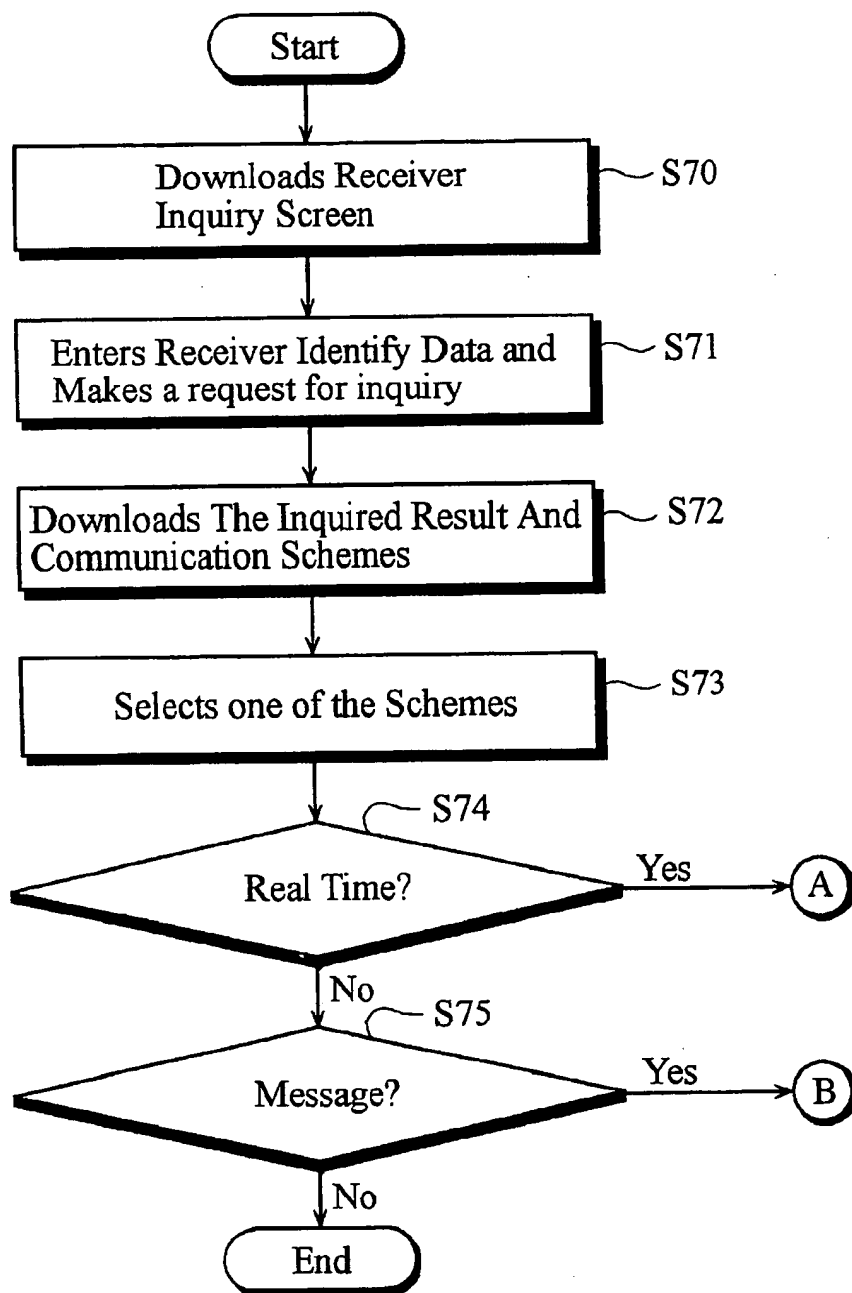 Start
Downloads Receiver
Inquiry Screen
S70
Enters Receiver Identify Data and
Makes a request for inquiry
S71
Downloads The Inquired Result And
Communication Schemes
S72
Selects one of the Schemes
S73
S74
Real Time?
Yes
A
No
S75
Message?
Yes
B
No
End